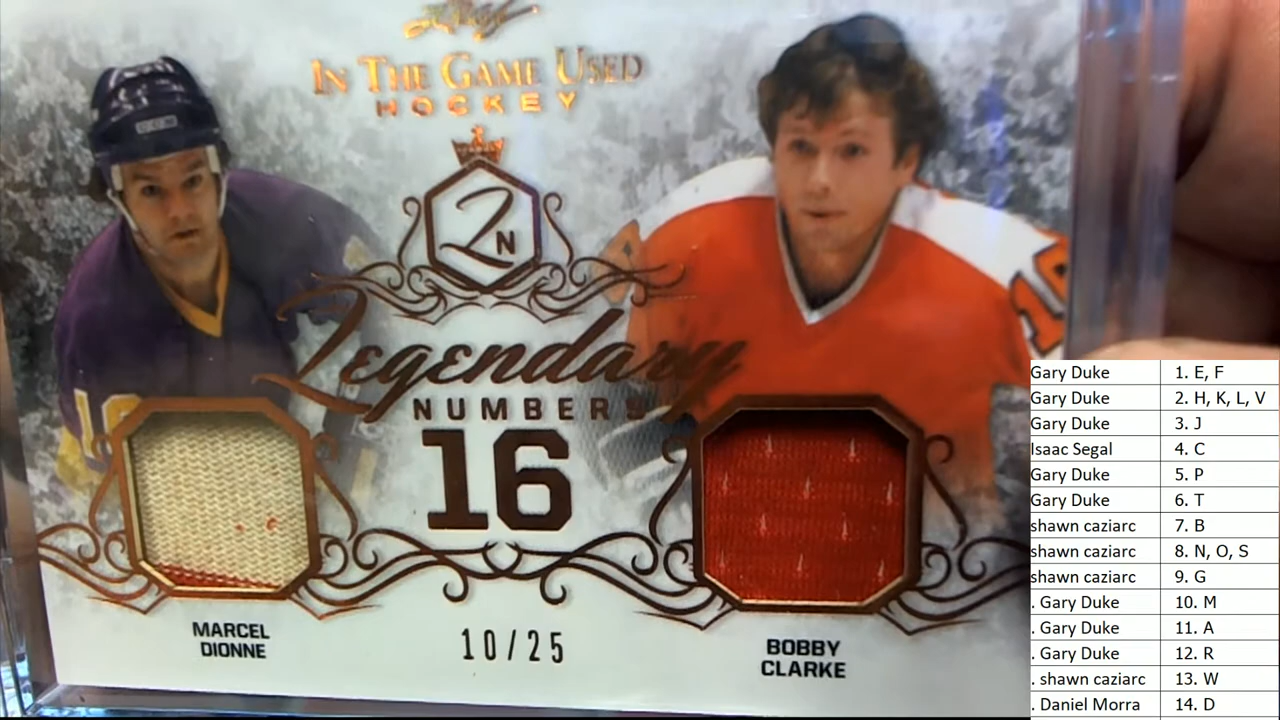 Leaf
IN THE GAME USED
HOCKEY
CCM
2N
Legendary
NUMBERS
16
MARCEL
DIONNE
10/25
BOBBY
CLARKE
Gary Duke 1. E, F
Gary Duke 2. H, K, L, V
Gary Duke 3. J
Isaac Segal 4. C
Gary Duke 5. P
Gary Duke 6. T
shawn caziarc 7. B
shawn caziarc 8. N, O, S
shawn caziarc 9. G
. Gary Duke 10. M
. Gary Duke 11. A
. Gary Duke 12. R
. shawn caziarc 13. W
. Daniel Morra 14. D